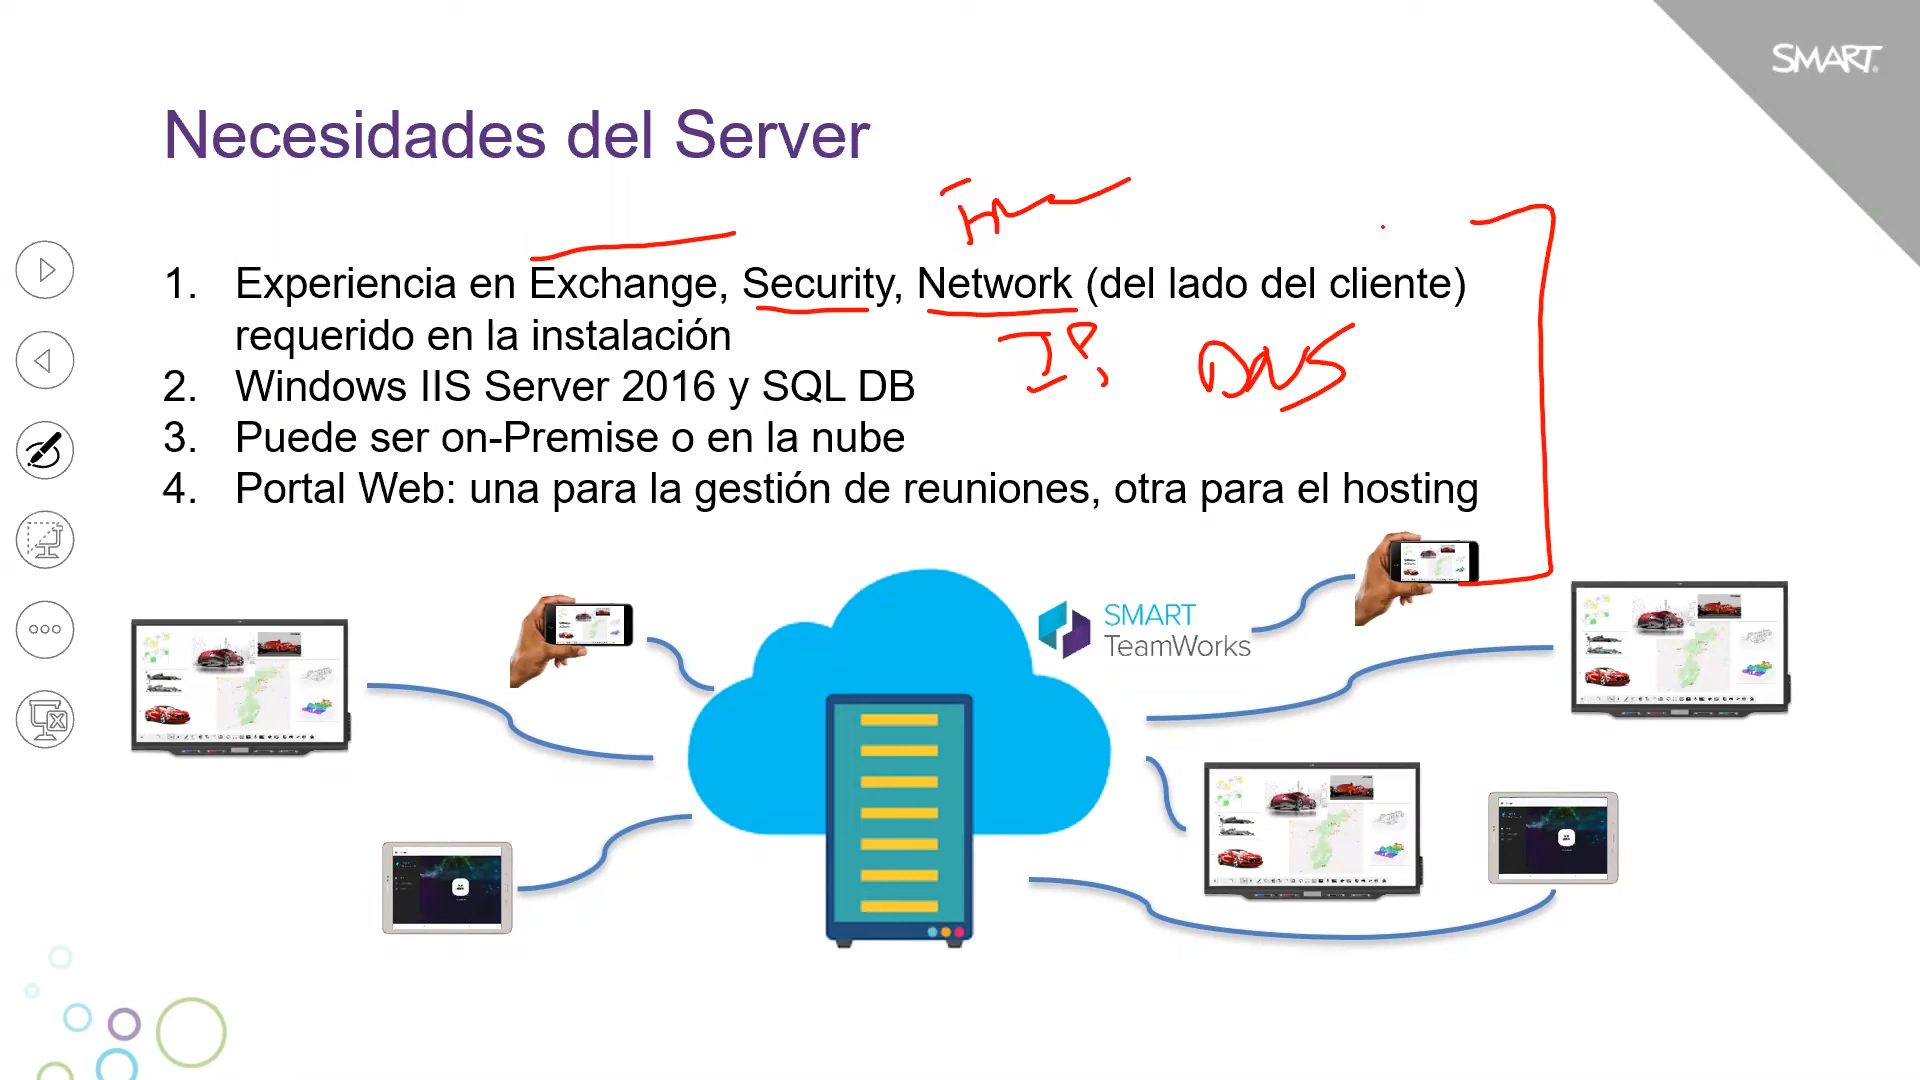 SMART
Necesidades del Server
1. Experiencia en Exchange, Security, Network (del lado del cliente)
requerido en la instalación
IP,
DNS
2. Windows IIS Server 2016 y SQL DB
3. Puede ser on-Premise o en la nube
4. Portal Web: una para la gestión de reuniones, otra para el hosting
SMART
TeamWorks